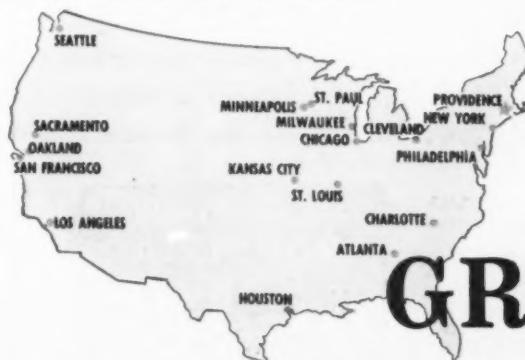 SEATTLE
ST. PAUL
MINNEAPOLIS
PROVIDENCE
MILWAUKEE
CLEVELAND
NEW YORK
SACRAMENTO
CHICAGO
OAKLAND
PHILADELPHIA
SAN FRANCISCO
KANSAS CITY
ST. LOUIS
LOS ANGELES
CHARLOTTE
ATLANTA
GR
HOUSTON